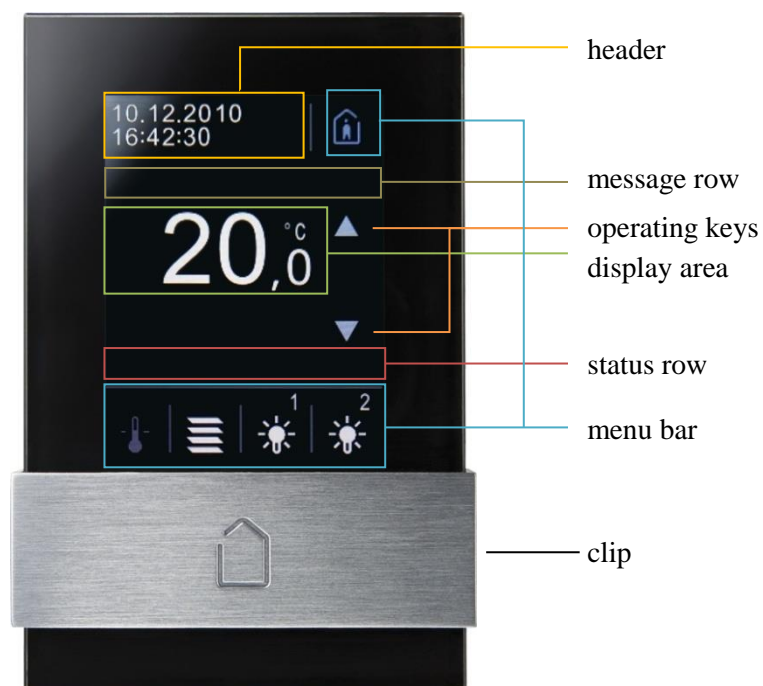 header
10.12.2010
16:42:30
message row
operating keys
20,0 °C
display area
status row
1 2
menu bar
clip